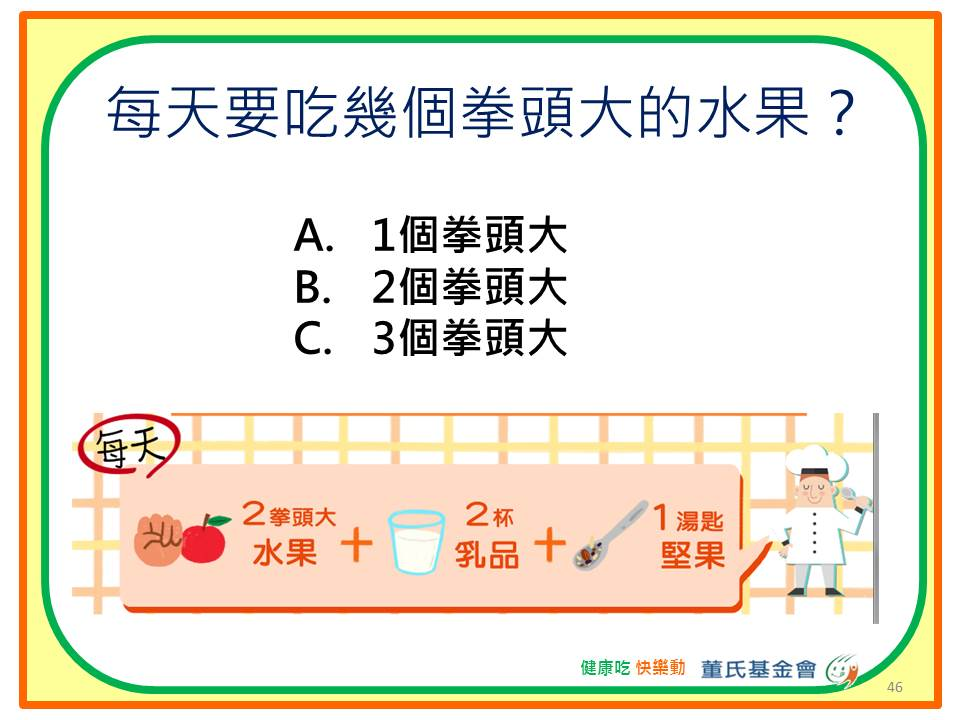 每天要吃幾個拳頭大的水果？
A. 1個拳頭大
B. 2個拳頭大
C. 3個拳頭大
每天
2拳頭大
水果
+
2杯
乳品
+
1湯匙
堅果
健康吃 快樂動 董氏基金會
46